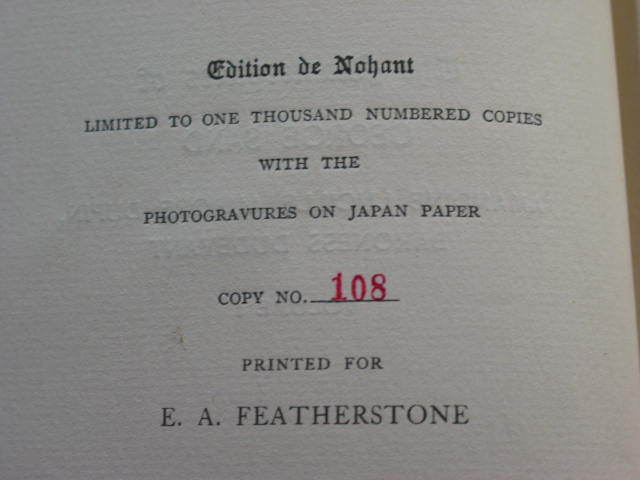 Edition de Nohant
LIMITED TO ONE THOUSAND NUMBERED COPIES
WITH THE
PHOTOGRAVURES ON JAPAN PAPER
COPY NO. 108
PRINTED FOR
E. A. FEATHERSTONE